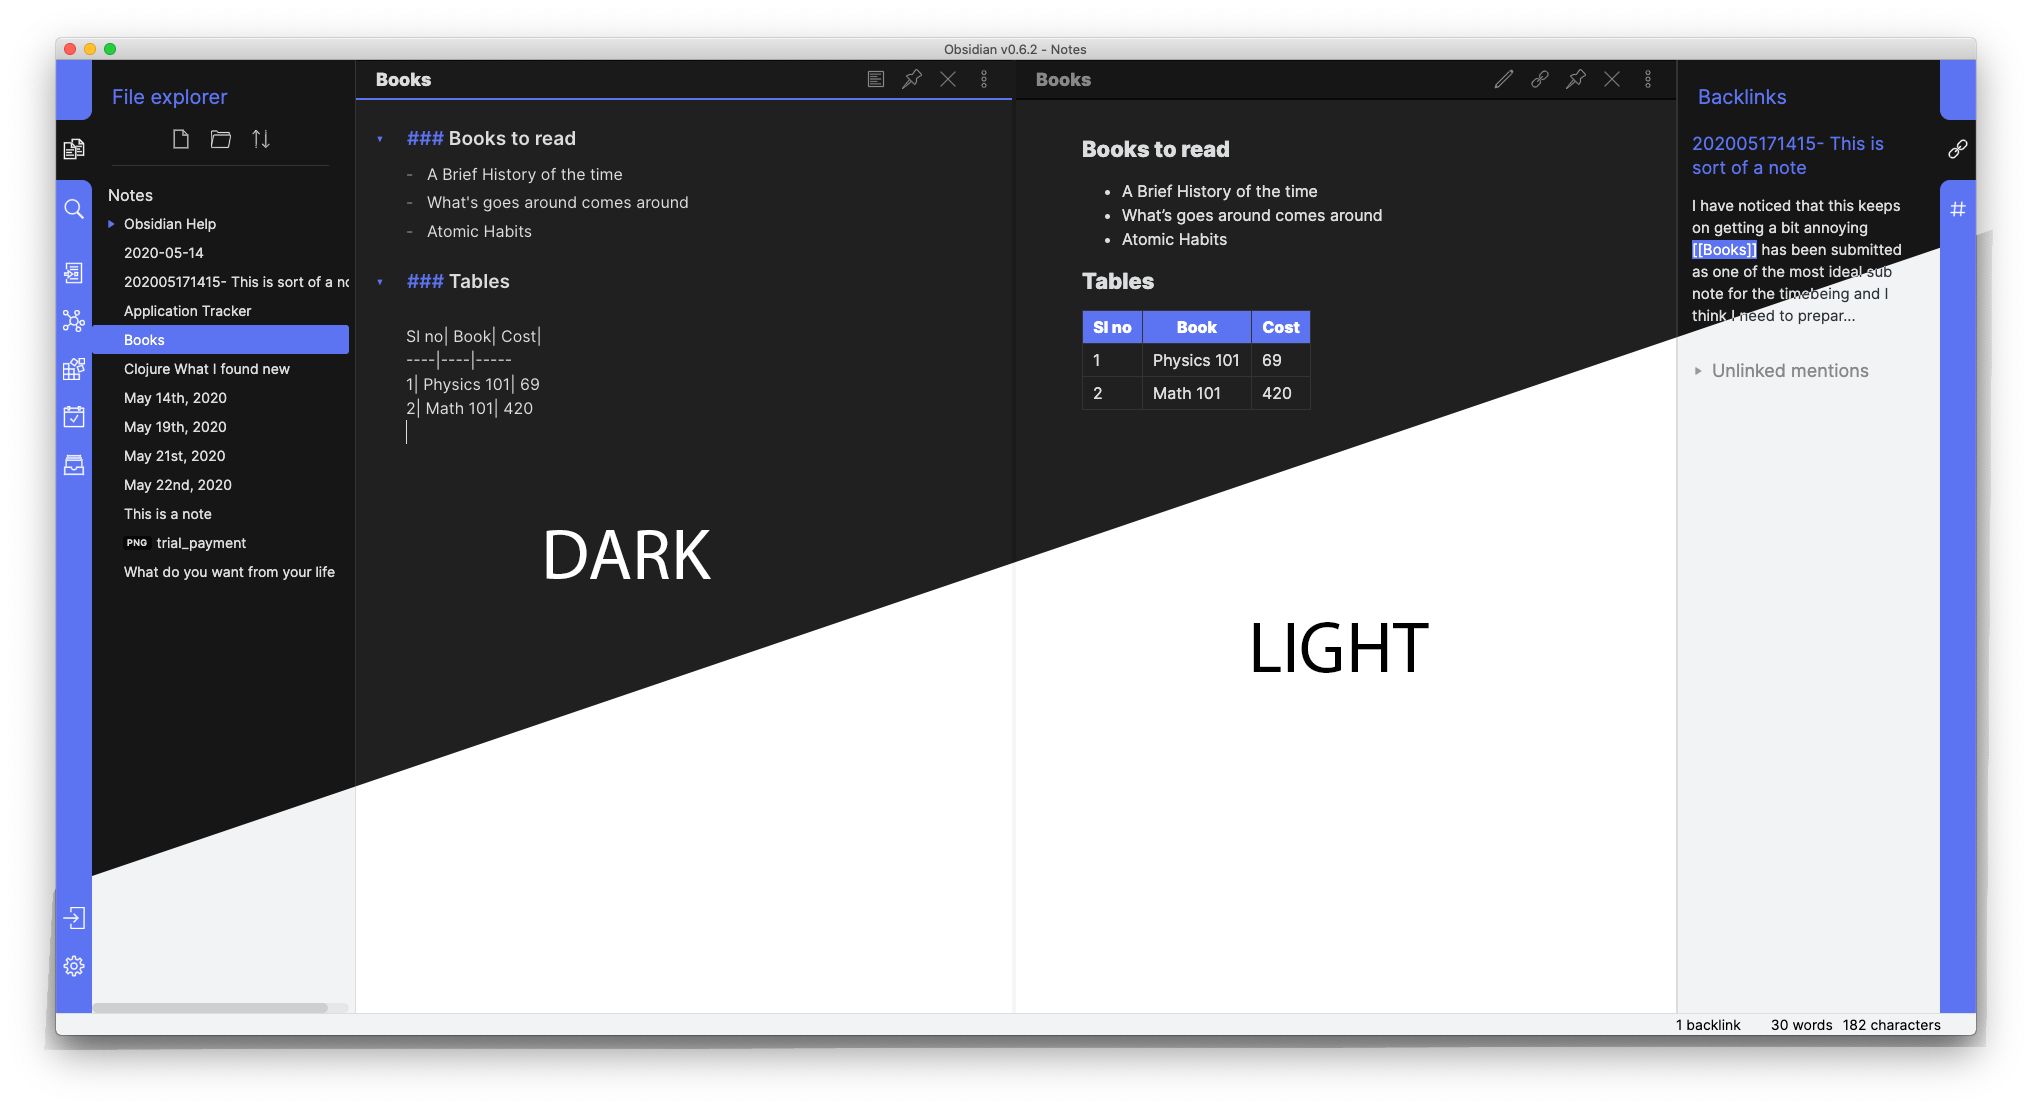 Obsidian v0.6.2 - Notes
File explorer
Notes
Obsidian Help
2020-05-14
202005171415- This is sort of a no
Application Tracker
Books
Clojure What I found new
May 14th, 2020
May 19th, 2020
May 21st, 2020
May 22nd, 2020
This is a note
PNG trial_payment
What do you want from your life
Books
### Books to read
- A Brief History of the time
- What's goes around comes around
- Atomic Habits
### Tables
Sl no| Book| Cost|
----|----|-----
1| Physics 101| 69
2| Math 101| 420
DARK
Books
Books to read
• A Brief History of the time
• What’s goes around comes around
• Atomic Habits
Tables
Sl no Book Cost
1 Physics 101 69
2 Math 101 420
LIGHT
Backlinks
202005171415- This is
sort of a note
I have noticed that this keeps
on getting a bit annoying
[[Books]] has been submitted
as one of the most ideal sub
note for the timebeing and I
think I need to prepar...
Unlinked mentions
#
1 backlink 30 words 182 characters